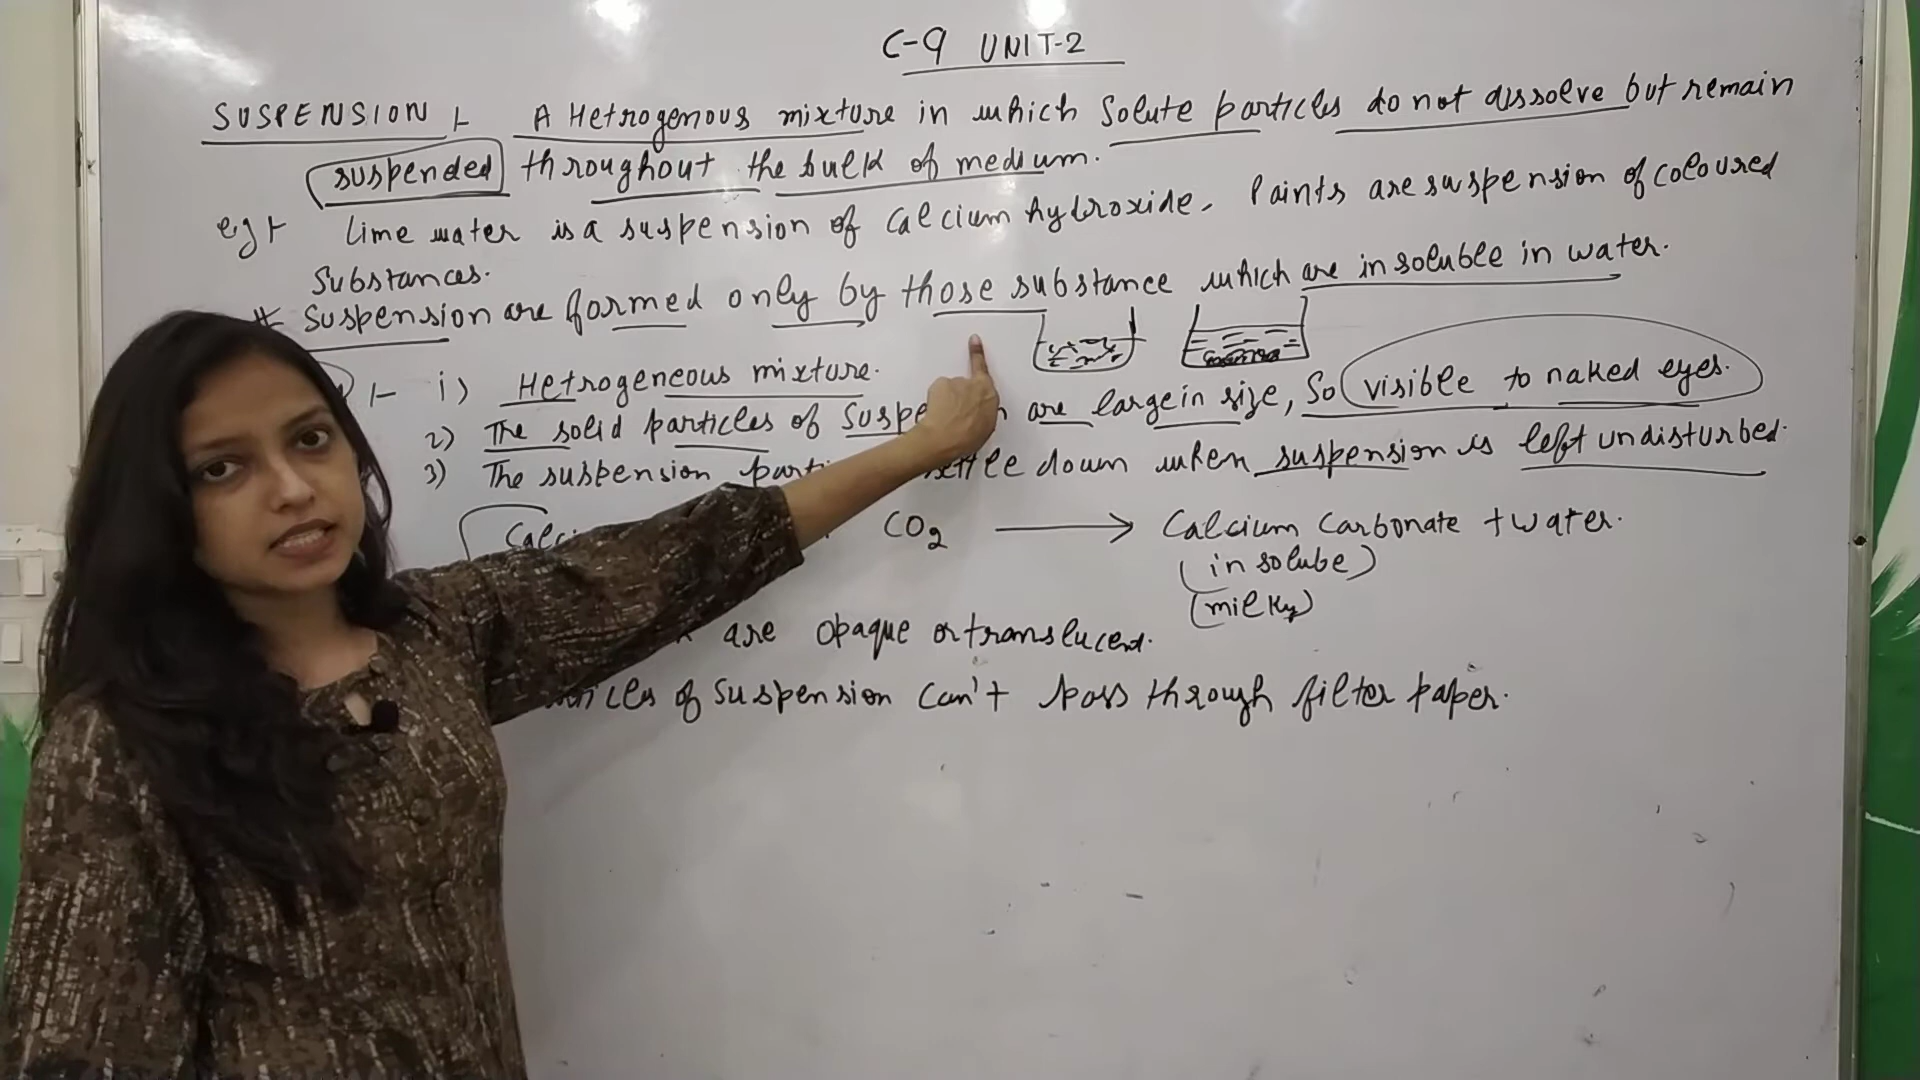 C-9 UNIT-2
SUSPENSION :- A Hetrogenous mixture in which Solute particles do not dissolve but remain
suspended throughout the bulk of medium.
eg:- Lime water is a suspension of Calcium hydroxide. Paints are suspension of coloured
Substances.
* Suspension are formed only by those substance which are insoluble in water.
:- i) Hetrogeneous mixture.
2) The solid particles of Suspe are large in size, So visible to naked eyes.
3) The suspension parti settle down when suspension is left undisturbed.
Calci CO2 → Calcium Carbonate + water.
(insolube)
(milky)
are opaque or translucent.
ticles of Suspension Can't pass through filter paper.